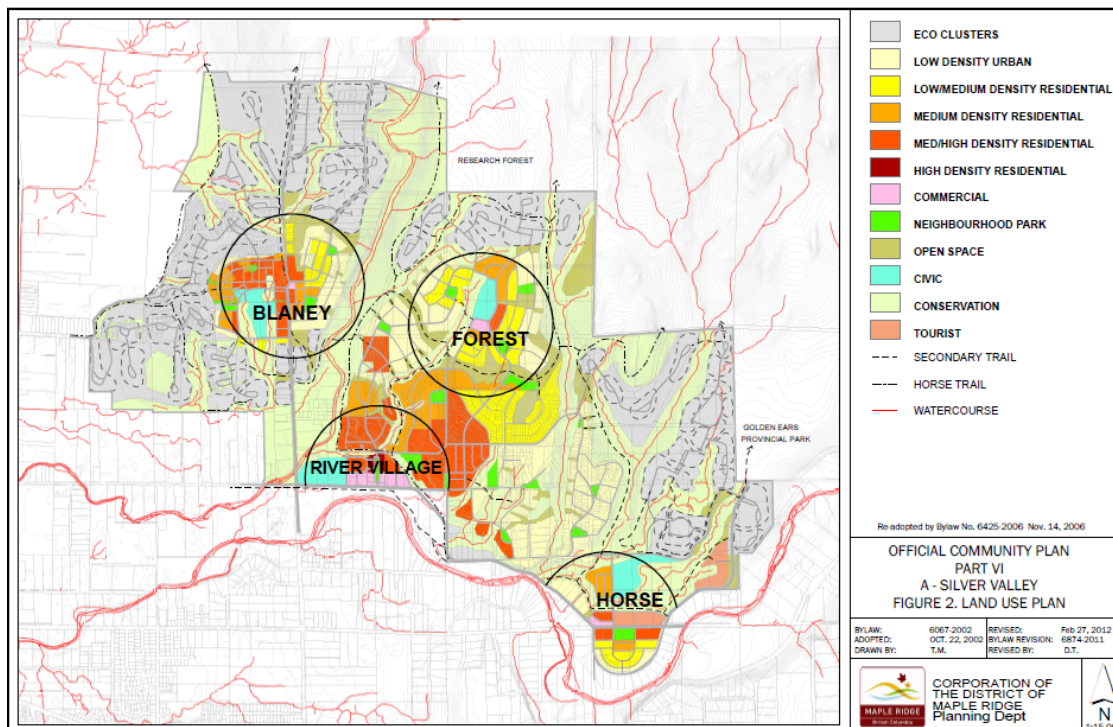 ECO CLUSTERS
LOW DENSITY URBAN
LOW/MEDIUM DENSITY RESIDENTIAL
MEDIUM DENSITY RESIDENTIAL
MED/HIGH DENSITY RESIDENTIAL
HIGH DENSITY RESIDENTIAL
COMMERCIAL
NEIGHBOURHOOD PARK
OPEN SPACE
CIVIC
CONSERVATION
TOURIST
SECONDARY TRAIL
HORSE TRAIL
WATERCOURSE
RESEARCH FOREST
BLANEY
FOREST
GOLDEN EARS
PROVINCIAL PARK
RIVER VILLAGE
HORSE
Re-adopted by Bylaw No. 6425-2006 Nov. 14, 2006
OFFICIAL COMMUNITY PLAN
PART VI
A - SILVER VALLEY
FIGURE 2. LAND USE PLAN
BYLAW: 6067-2002 REVISED: Feb 27, 2012
ADOPTED: OCT. 22, 2002 BYLAW REVISION: 6874-2011
DRAWN BY: T.M. REVISED BY: D.T.
MAPLE RIDGE
British Columbia
CORPORATION OF
THE DISTRICT OF
MAPLE RIDGE
Planning Dept
N